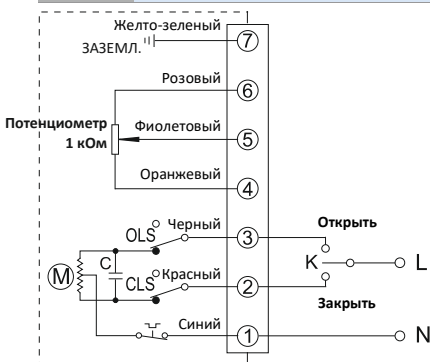 Желто-зеленый
ЗАЗЕМЛ.
7
Розовый
6
Потенциометр
1 кОм
Фиолетовый
5
Оранжевый
4
OLS
Черный
3
Открыть
C
M
K
L
CLS
Красный
2
Закрыть
Синий
1
N